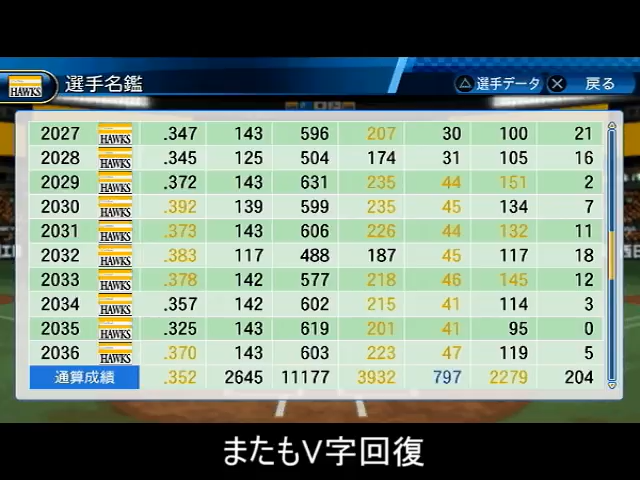 HAWKS 選手名鑑 選手データ 戻る
2027 HAWKS .347 143 596 207 30 100 21
2028 HAWKS .345 125 504 174 31 105 16
2029 HAWKS .372 143 631 235 44 151 2
2030 HAWKS .392 139 599 235 45 134 7
2031 HAWKS .373 143 606 226 44 132 11
2032 HAWKS .383 117 488 187 45 117 18
2033 HAWKS .378 142 577 218 46 145 12
2034 HAWKS .357 142 602 215 41 114 3
2035 HAWKS .325 143 619 201 41 95 0
2036 HAWKS .370 143 603 223 47 119 5
通算成績 .352 2645 11177 3932 797 2279 204
またもV字回復